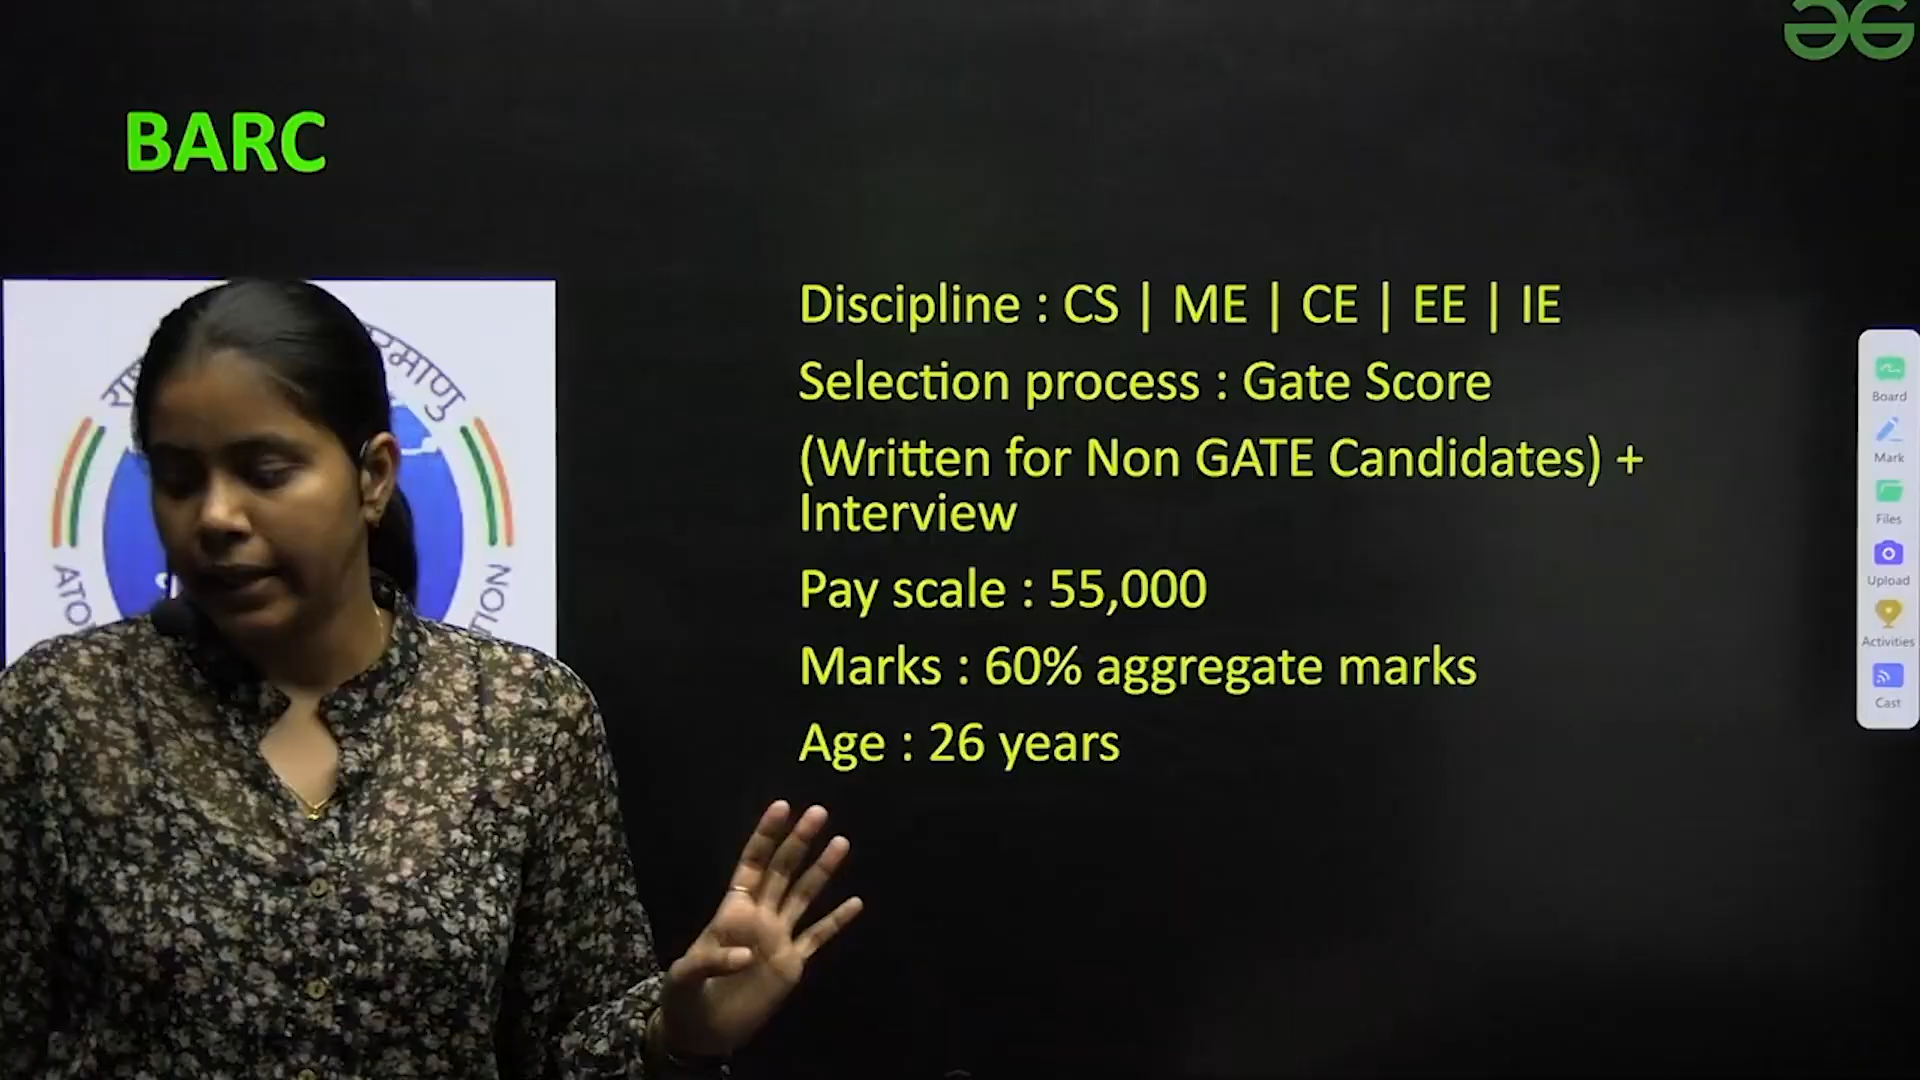 BARC
Discipline : CS | ME | CE | EE | IE
Selection process : Gate Score
(Written for Non GATE Candidates) +
Interview
Pay scale : 55,000
Marks : 60% aggregate marks
Age : 26 years
Board
Mark
Files
Upload
Activities
Cast